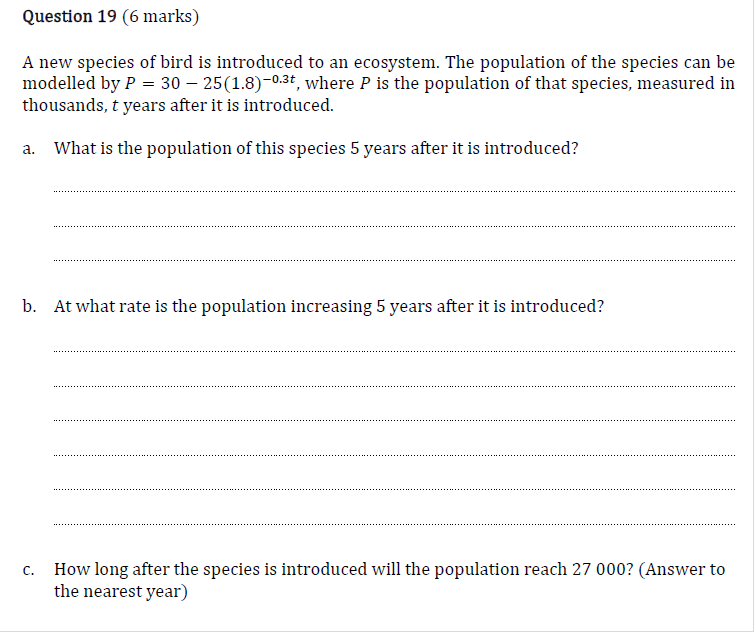 Question 19 (6 marks)
A new species of bird is introduced to an ecosystem. The population of the species can be
modelled by P = 30 − 25(1.8)^{−0.3t}, where P is the population of that species, measured in
thousands, t years after it is introduced.
a. What is the population of this species 5 years after it is introduced?
b. At what rate is the population increasing 5 years after it is introduced?
c. How long after the species is introduced will the population reach 27 000? (Answer to
the nearest year)